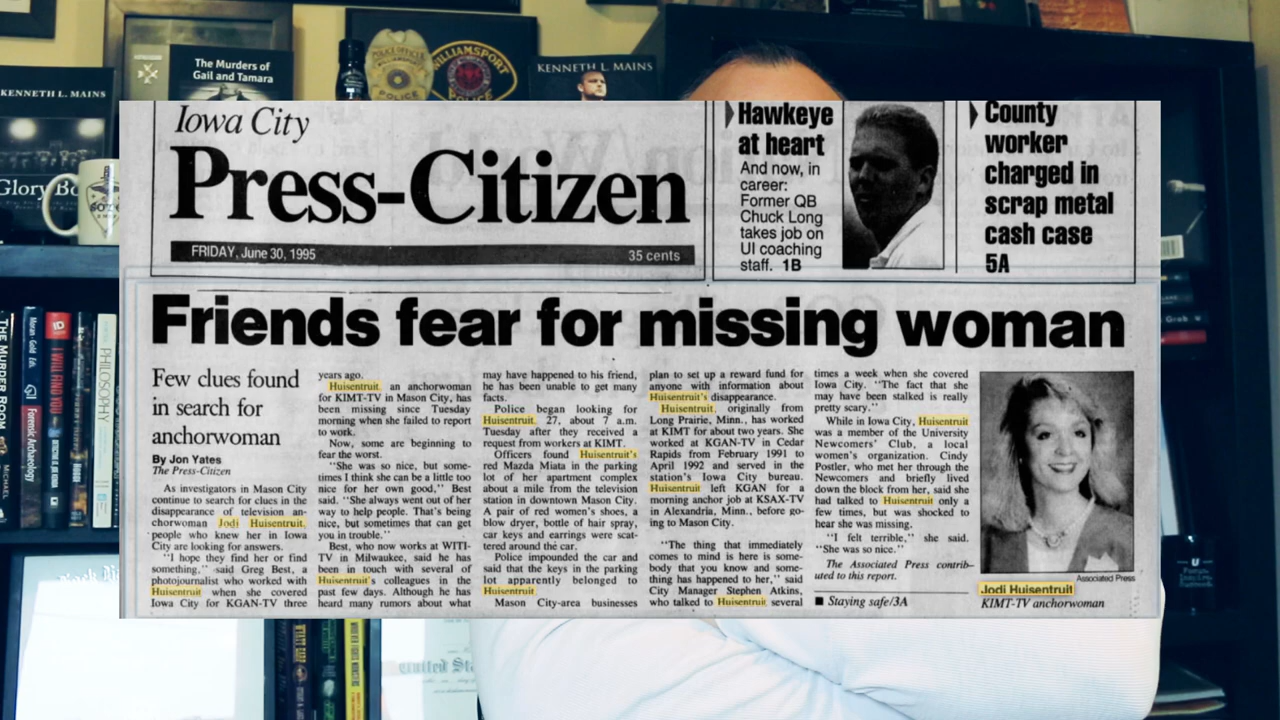 The Murders of
Gail and Tamara
KENNETH L. MAINS
POLICE OFFICER
WILLIAMSPORT
POLICE
POLICE
KENNETH L. MAINS
Iowa City
Press-Citizen
FRIDAY, June 30, 1995
35 cents
Hawkeye
at heart
And now, in
career:
Former QB
Chuck Long
takes job on
UI coaching
staff. 1B
County
worker
charged in
scrap metal
cash case
5A
Friends fear for missing woman
Few clues found
in search for
anchorwoman
By Jon Yates
The Press-Citizen
As investigators in Mason City
continue to search for clues in the
disappearance of television an-
chorwoman Jodi Huisentruit,
people who knew her in Iowa
City are looking for answers.
"I hope they find her or find
something," said Greg Best, a
photojournalist who worked with
Huisentruit when she covered
Iowa City for KGAN-TV three
years ago.
Huisentruit, an anchorwoman
for KIMT-TV in Mason City, has
been missing since Tuesday
morning when she failed to report
to work.
Now, some are beginning to
fear the worst.
"She was so nice, but some-
times I think she can be a little too
nice for her own good," Best
said. "She always went out of her
way to help people. That's being
nice, but sometimes that can get
you in trouble."
Best, who now works at WITI-
TV in Milwaukee, said he has
been in touch with several of
Huisentruit's colleagues in the
past few days. Although he has
heard many rumors about what
may have happened to his friend,
he has been unable to get many
facts.
Police began looking for
Huisentruit, 27, about 7 a.m.
Tuesday after they received a
request from workers at KIMT.
Officers found Huisentruit's
red Mazda Miata in the parking
lot of her apartment complex
about a mile from the television
station in downtown Mason City.
A pair of red women's shoes, a
blow dryer, bottle of hair spray,
car keys and earrings were scat-
tered around the car.
Police impounded the car and
said that the keys in the parking
lot apparently belonged to
Huisentruit.
Mason City-area businesses
plan to set up a reward fund for
anyone with information about
Huisentruit's disappearance.
Huisentruit, originally from
Long Prairie, Minn., has worked
at KIMT for about two years. She
worked at KGAN-TV in Cedar
Rapids from February 1991 to
April 1992 and served in the
station's Iowa City bureau.
Huisentruit left KGAN for a
morning anchor job at KSAX-TV
in Alexandria, Minn., before go-
ing to Mason City.
"The thing that immediately
comes to mind is here is some-
body that you know and some-
thing has happened to her," said
City Manager Stephen Atkins,
who talked to Huisentruit several
times a week when she covered
Iowa City. "The fact that she
may have been stalked is really
pretty scary."
While in Iowa City, Huisentruit
was a member of the University
Newcomers' Club, a local
women's organization. Cindy
Postler, who met her through the
Newcomers and briefly lived
down the block from her, said she
had talked to Huisentruit only a
few times, but was shocked to
hear she was missing.
"I felt terrible," she said.
"She was so nice."
The Associated Press contrib-
uted to this report.
■ Staying safe/3A
Associated Press
Jodi Huisentruit
KIMT-TV anchorwoman
THE MURDER ROOM
Forensic Archaeology
I WILL FIND YOU
PHILOSOPHY
MICHAEL